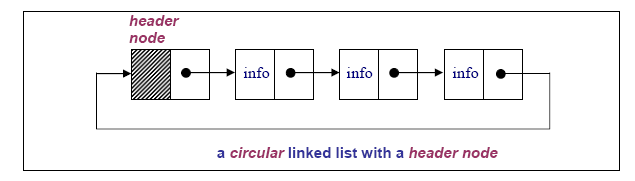 header
node
info
info
info
a circular linked list with a header node